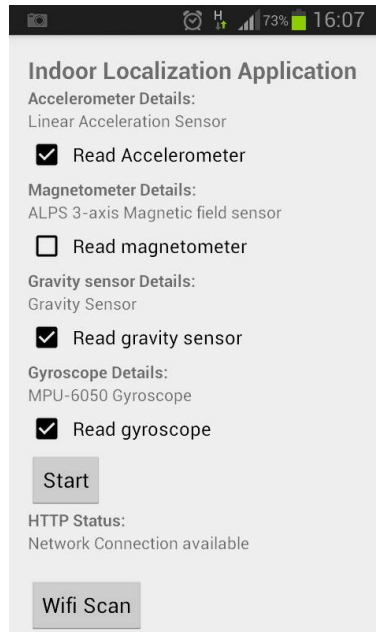 H 73% 16:07
Indoor Localization Application
Accelerometer Details:
Linear Acceleration Sensor
Read Accelerometer
Magnetometer Details:
ALPS 3-axis Magnetic field sensor
Read magnetometer
Gravity sensor Details:
Gravity Sensor
Read gravity sensor
Gyroscope Details:
MPU-6050 Gyroscope
Read gyroscope
Start
HTTP Status:
Network Connection available
Wifi Scan